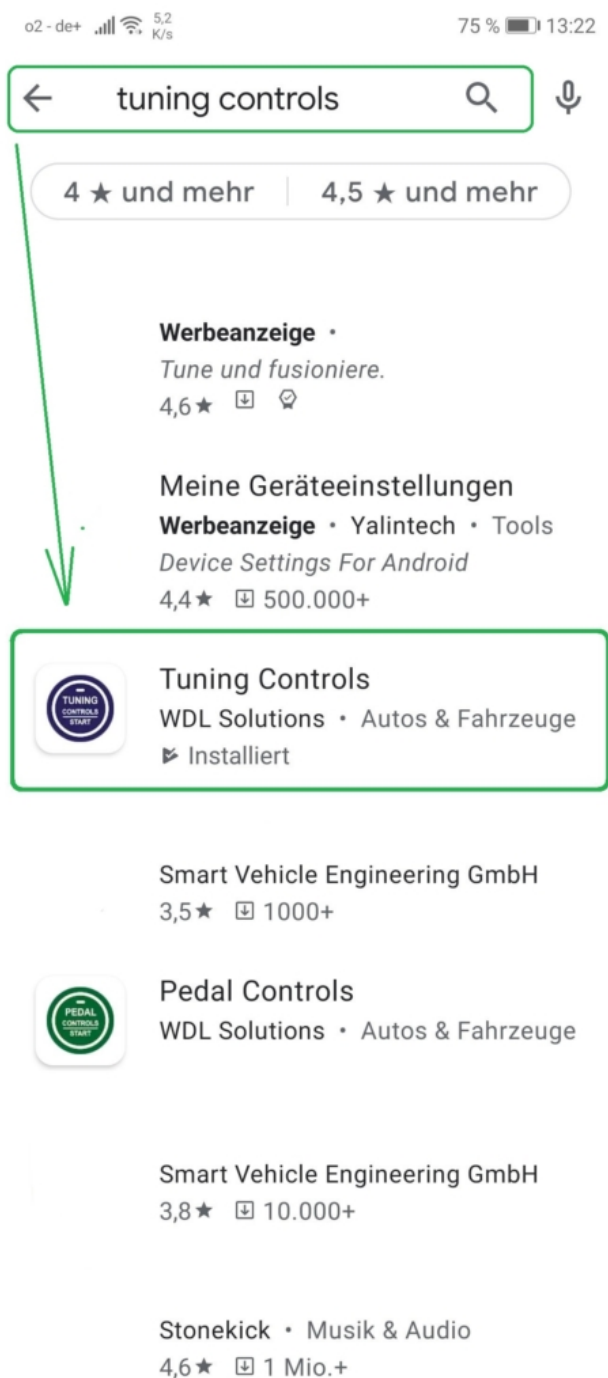 o2 - de+ 5,2 K/s 75 % 13:22
tuning controls
4 ★ und mehr 4,5 ★ und mehr
Werbeanzeige •
Tune und fusioniere.
4,6 ★
Meine Geräteeinstellungen
Werbeanzeige • Yalintech • Tools
Device Settings For Android
4,4 ★ 500.000+
TUNING
CONTROLS
START
Tuning Controls
WDL Solutions • Autos & Fahrzeuge
Installiert
Smart Vehicle Engineering GmbH
3,5 ★ 1000+
PEDAL
CONTROLS
START
Pedal Controls
WDL Solutions • Autos & Fahrzeuge
Smart Vehicle Engineering GmbH
3,8 ★ 10.000+
Stonekick • Musik & Audio
4,6 ★ 1 Mio.+